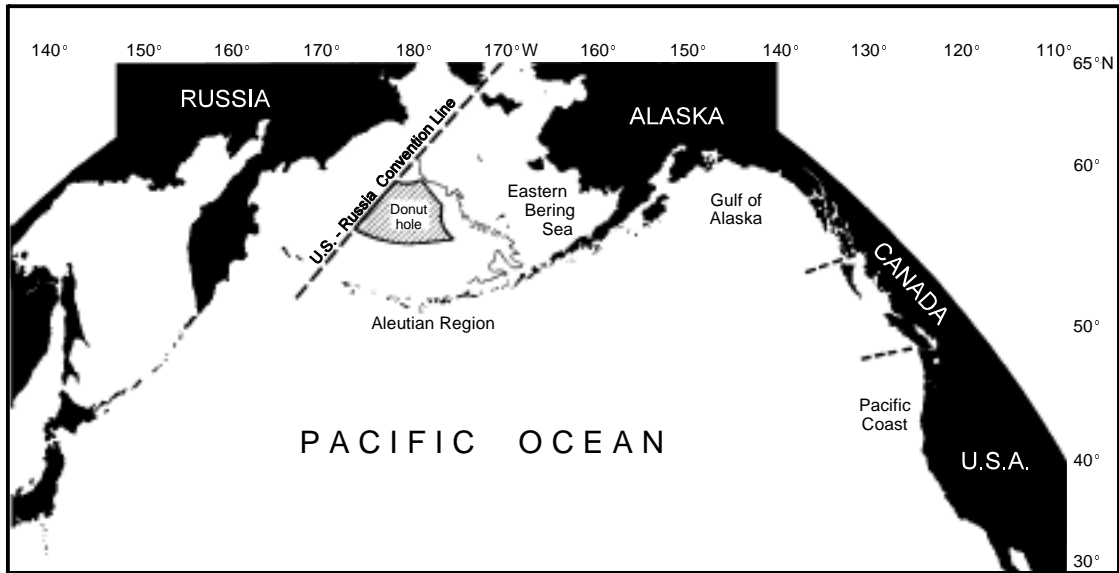 140° 150° 160° 170° 180° 170°W 160° 150° 140° 130° 120° 110°
65°N
RUSSIA
ALASKA
U.S. - Russia Convention Line
60°
Eastern
Bering
Sea
Donut
hole
Gulf of
Alaska
CANADA
Aleutian Region
50°
Pacific
Coast
PACIFIC OCEAN
U.S.A.
40°
30°